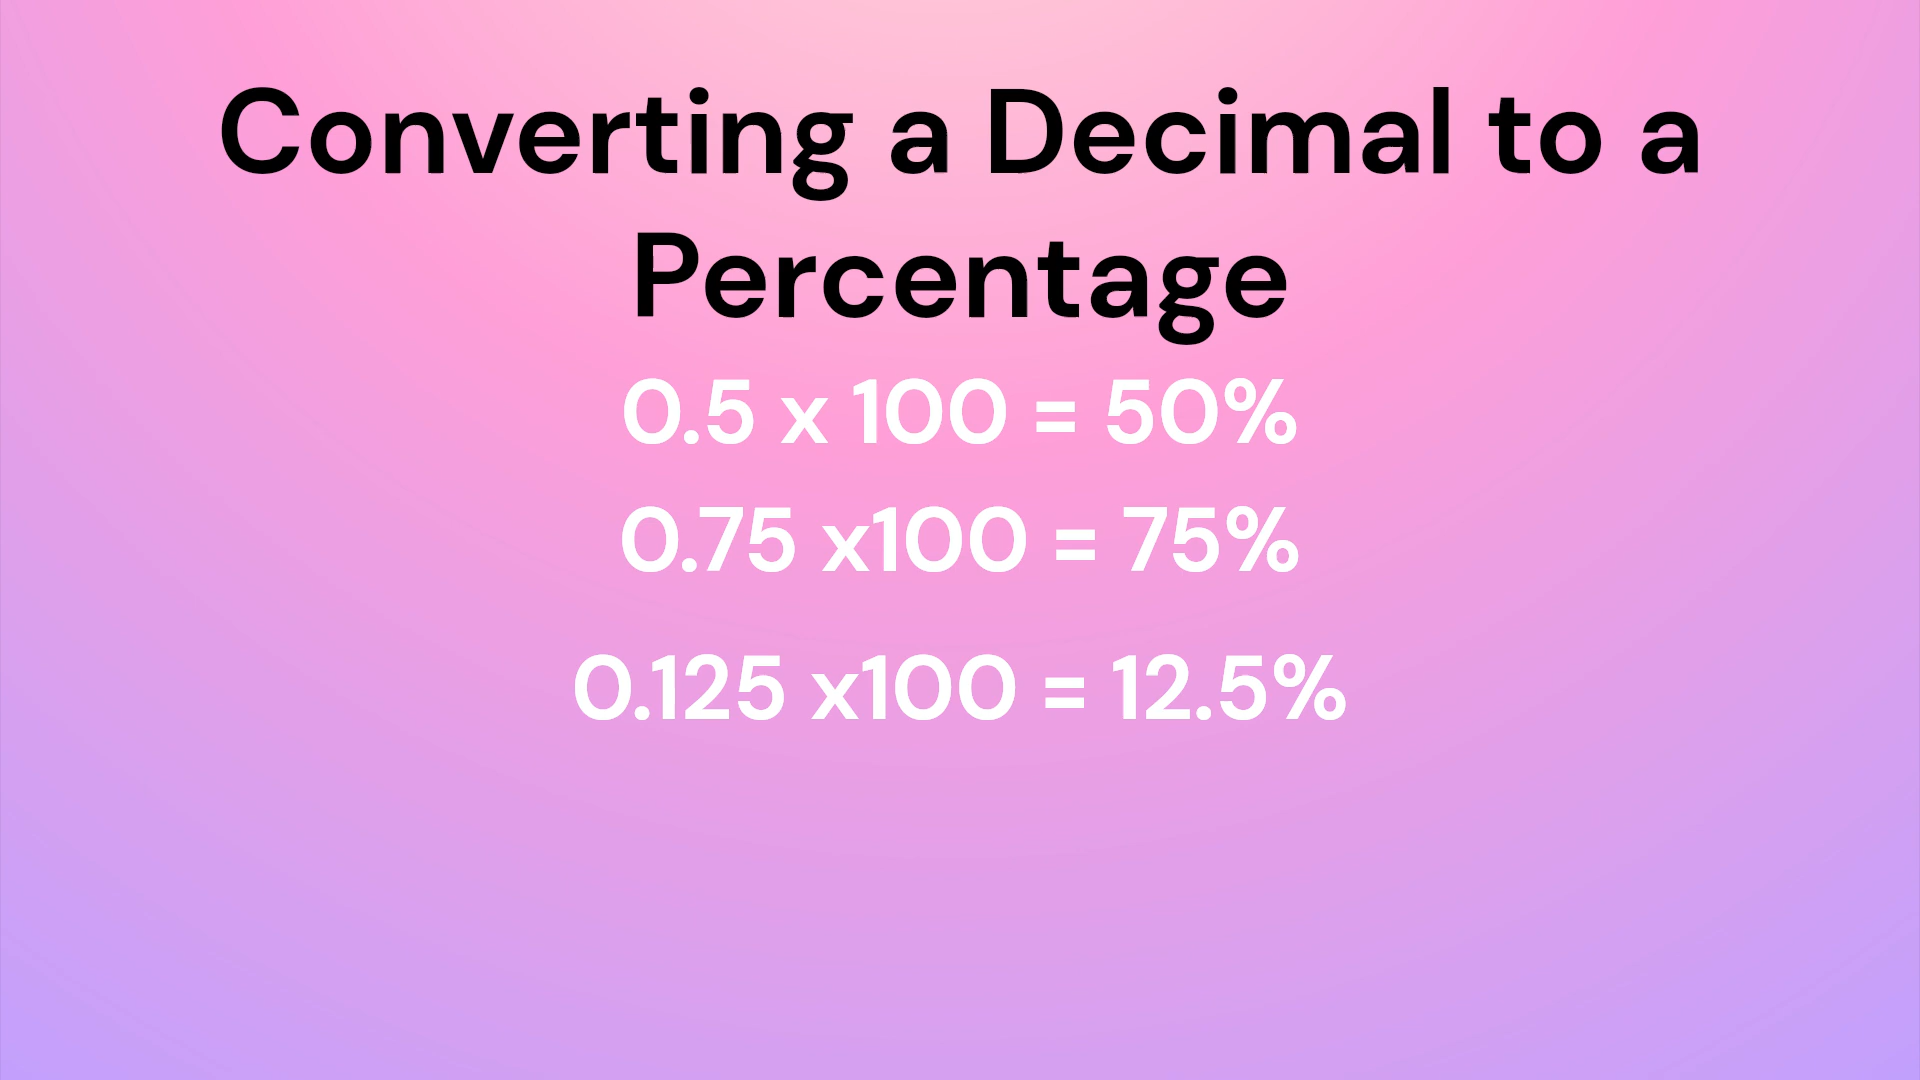 Converting a Decimal to a
Percentage
0.5 x 100 = 50%
0.75 x100 = 75%
0.125 x100 = 12.5%